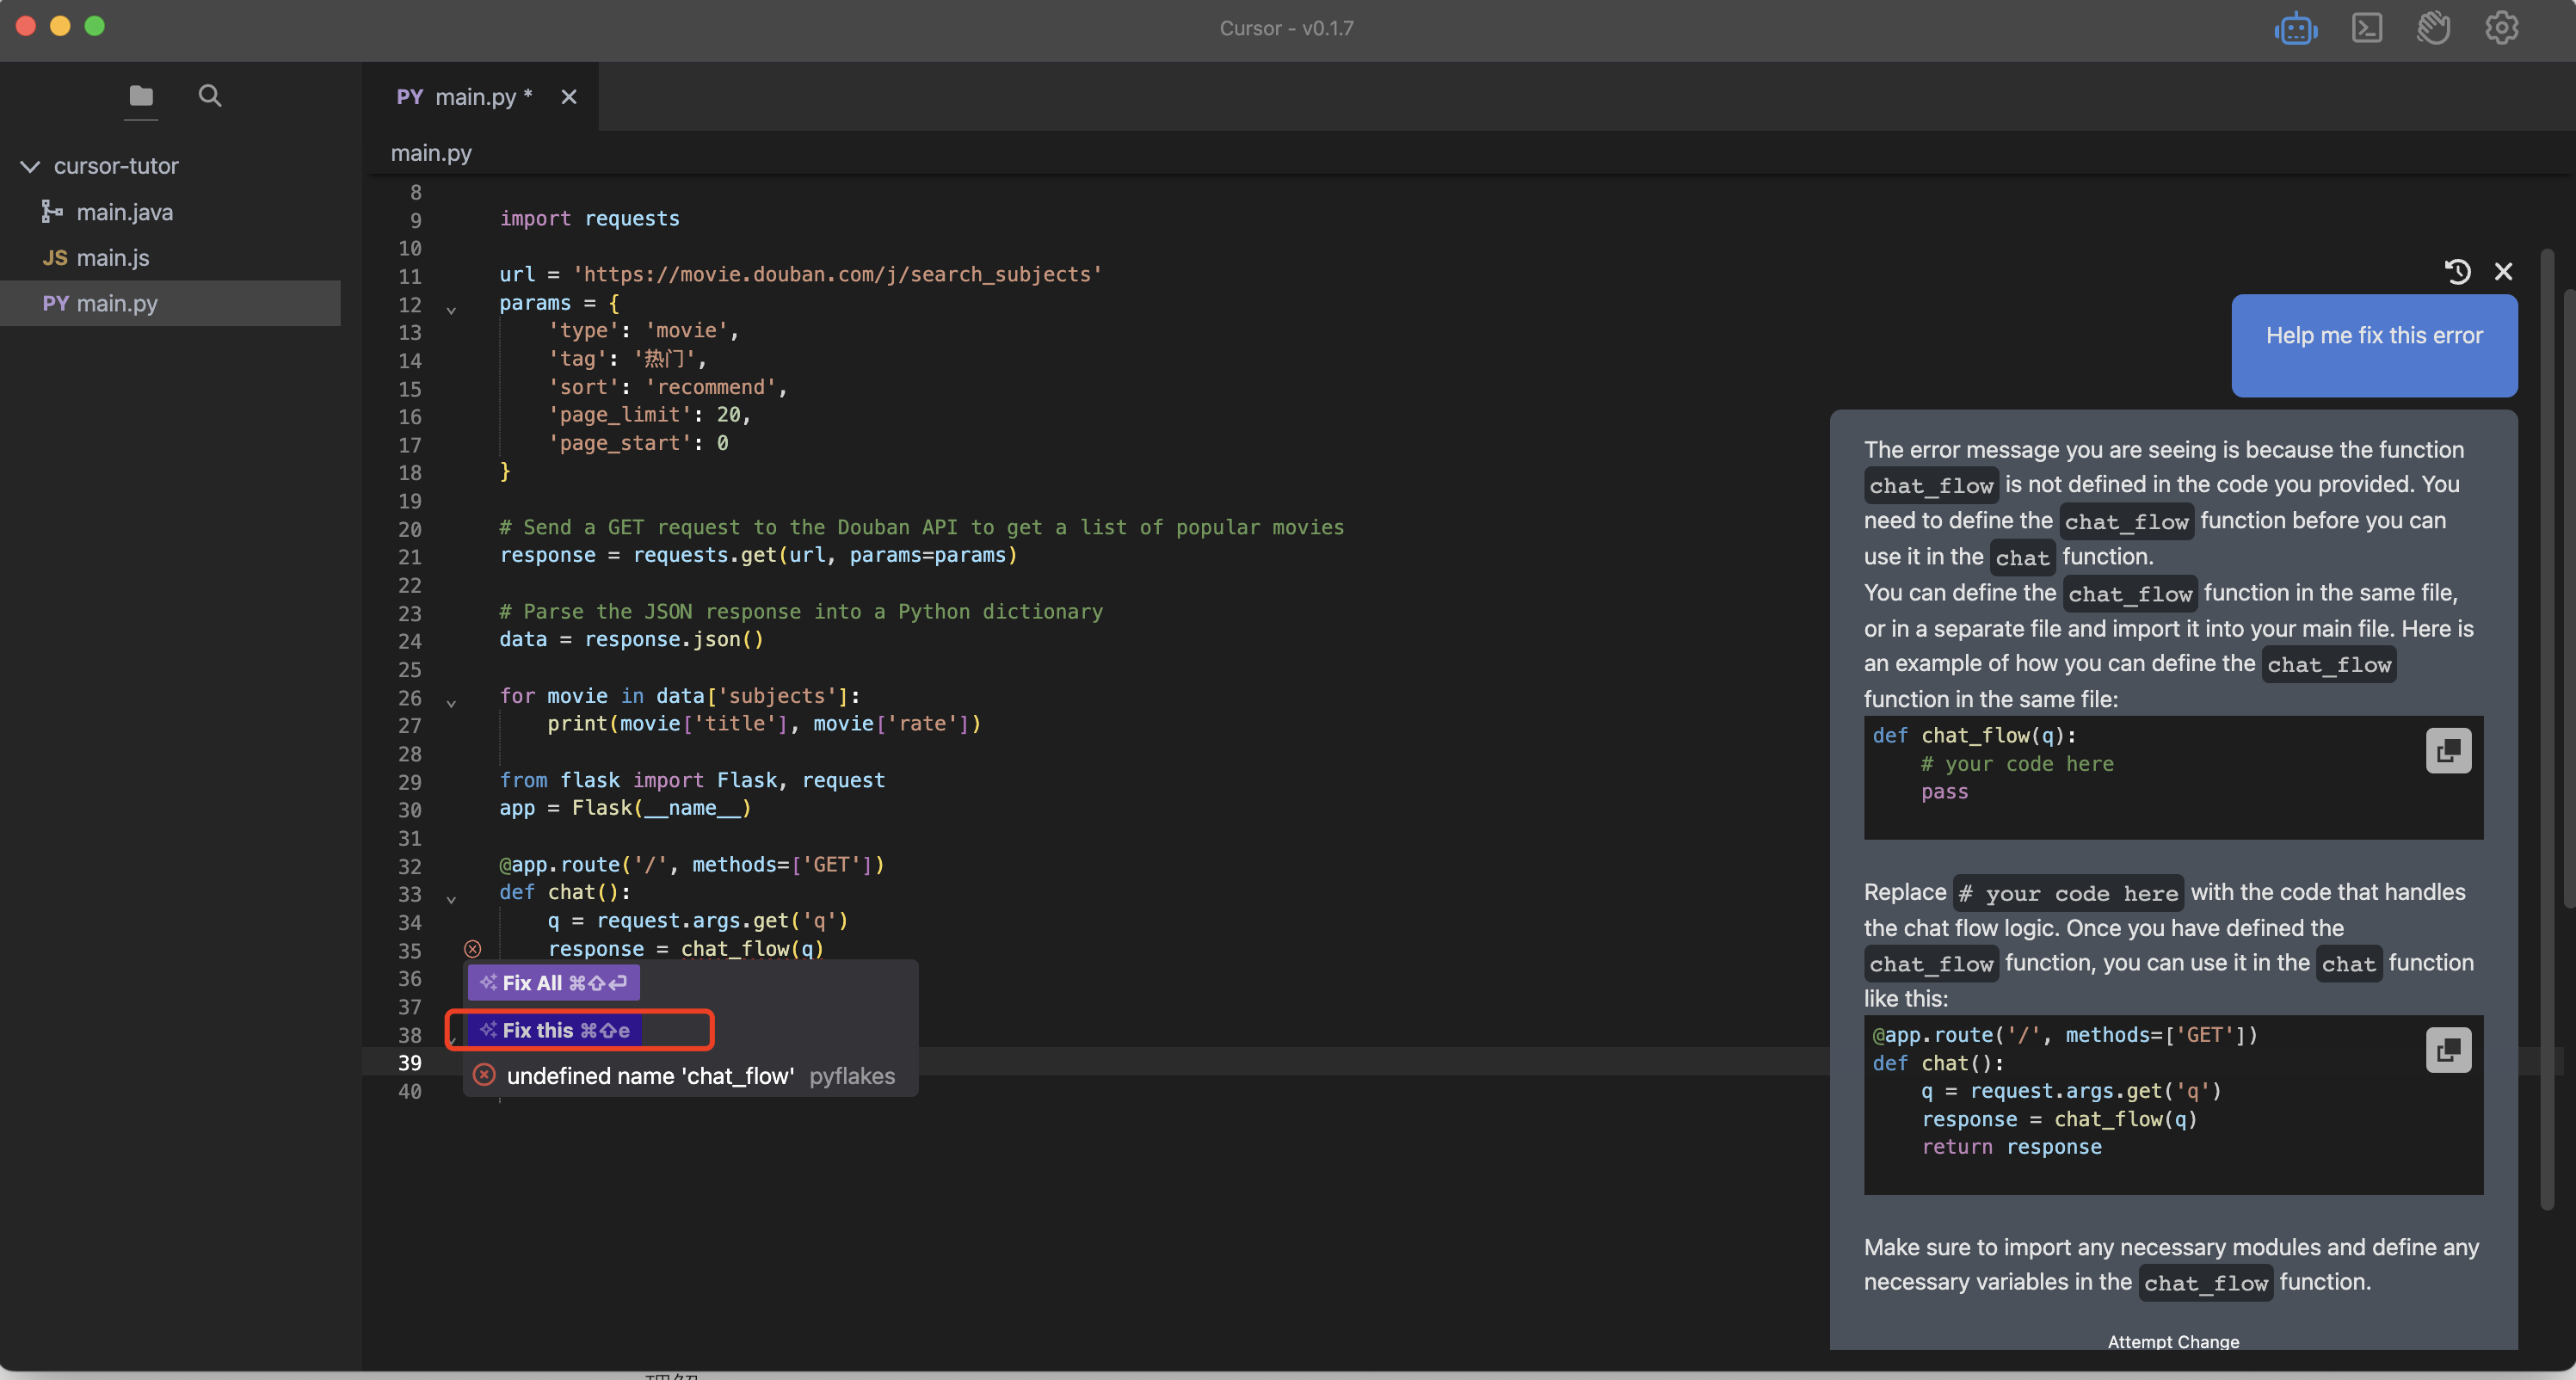 Cursor - v0.1.7
cursor-tutor
main.java
JS main.js
PY main.py
PY main.py *
main.py
8
9 import requests
10
11 url = 'https://movie.douban.com/j/search_subjects'
12 params = {
13 'type': 'movie',
14 'tag': '热门',
15 'sort': 'recommend',
16 'page_limit': 20,
17 'page_start': 0
18 }
19
20 # Send a GET request to the Douban API to get a list of popular movies
21 response = requests.get(url, params=params)
22
23 # Parse the JSON response into a Python dictionary
24 data = response.json()
25
26 for movie in data['subjects']:
27 print(movie['title'], movie['rate'])
28
29 from flask import Flask, request
30 app = Flask(__name__)
31
32 @app.route('/', methods=['GET'])
33 def chat():
34 q = request.args.get('q')
35 response = chat_flow(q)
36
37
38
39
40
Fix All ⌘⇧⏎
Fix this ⌘⇧e
undefined name 'chat_flow' pyflakes
Help me fix this error
The error message you are seeing is because the function
chat_flow is not defined in the code you provided. You
need to define the chat_flow function before you can
use it in the chat function.
You can define the chat_flow function in the same file,
or in a separate file and import it into your main file. Here is
an example of how you can define the chat_flow
function in the same file:
def chat_flow(q):
# your code here
pass
Replace # your code here with the code that handles
the chat flow logic. Once you have defined the
chat_flow function, you can use it in the chat function
like this:
@app.route('/', methods=['GET'])
def chat():
q = request.args.get('q')
response = chat_flow(q)
return response
Make sure to import any necessary modules and define any
necessary variables in the chat_flow function.
Attempt Change